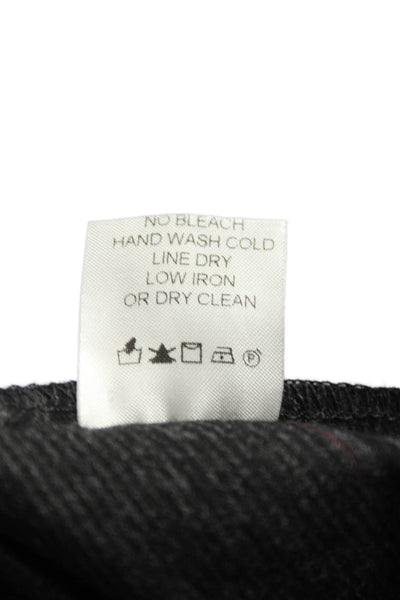 NO BLEACH
HAND WASH COLD
LINE DRY
LOW IRON
OR DRY CLEAN
P